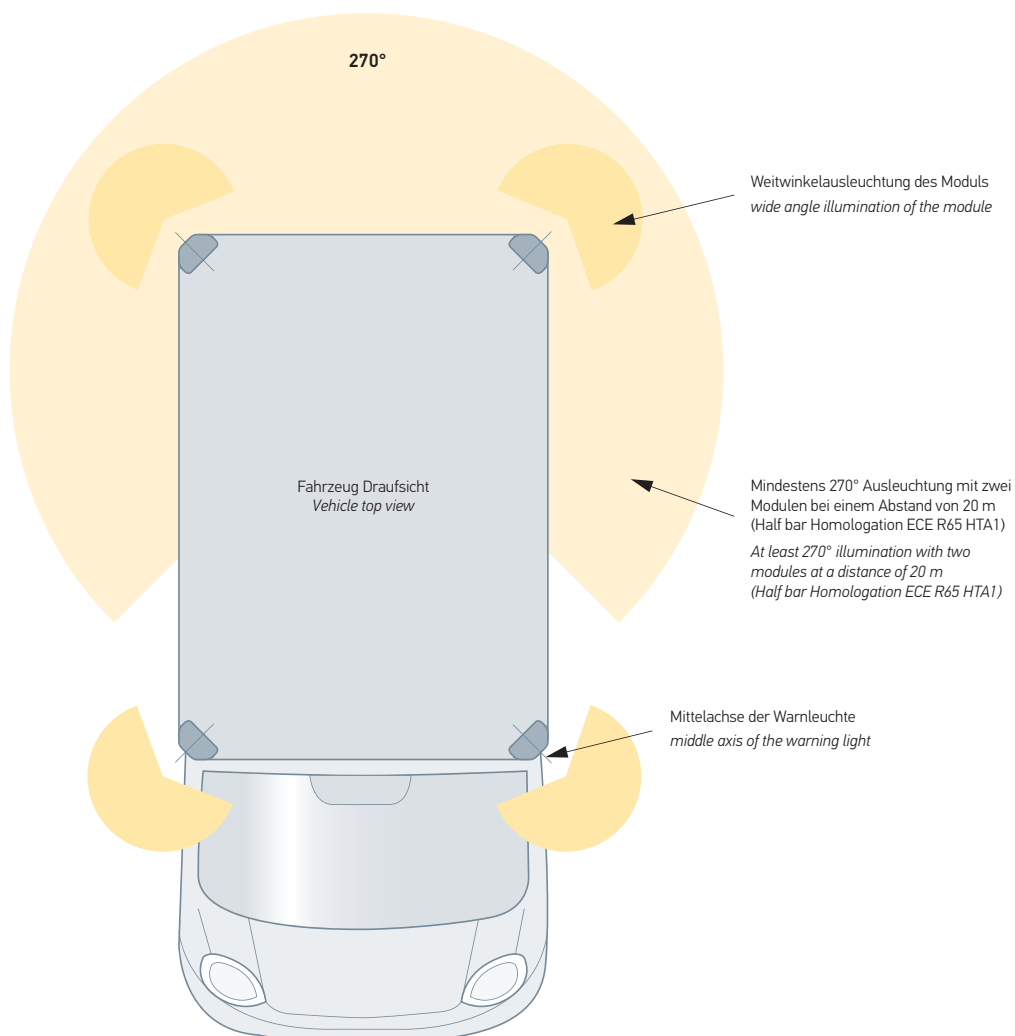 270°
Weitwinkelausleuchtung des Moduls
wide angle illumination of the module
Fahrzeug Draufsicht
Vehicle top view
Mindestens 270° Ausleuchtung mit zwei
Modulen bei einem Abstand von 20 m
(Half bar Homologation ECE R65 HTA1)
At least 270° illumination with two
modules at a distance of 20 m
(Half bar Homologation ECE R65 HTA1)
Mittelachse der Warnleuchte
middle axis of the warning light